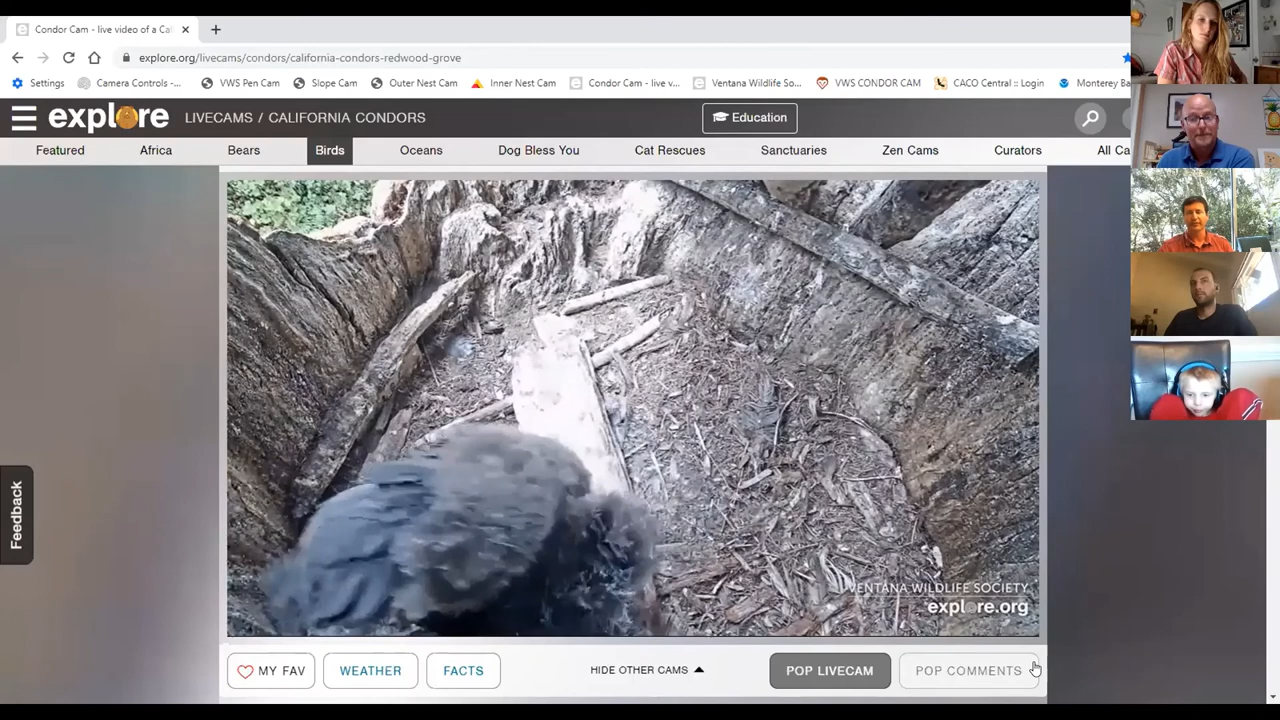 Condor Cam - live video of a Ca
explore.org/livecams/condors/california-condors-redwood-grove
Settings Camera Controls -... VWS Pen Cam Slope Cam Outer Nest Cam Inner Nest Cam Condor Cam - live v... Ventana Wildlife So... VWS CONDOR CAM CACO Central :: Login Monterey Ba
explore LIVECAMS / CALIFORNIA CONDORS Education
Featured Africa Bears Birds Oceans Dog Bless You Cat Rescues Sanctuaries Zen Cams Curators All Ca
Feedback
VENTANA WILDLIFE SOCIETY
explore.org
MY FAV WEATHER FACTS HIDE OTHER CAMS POP LIVECAM POP COMMENTS